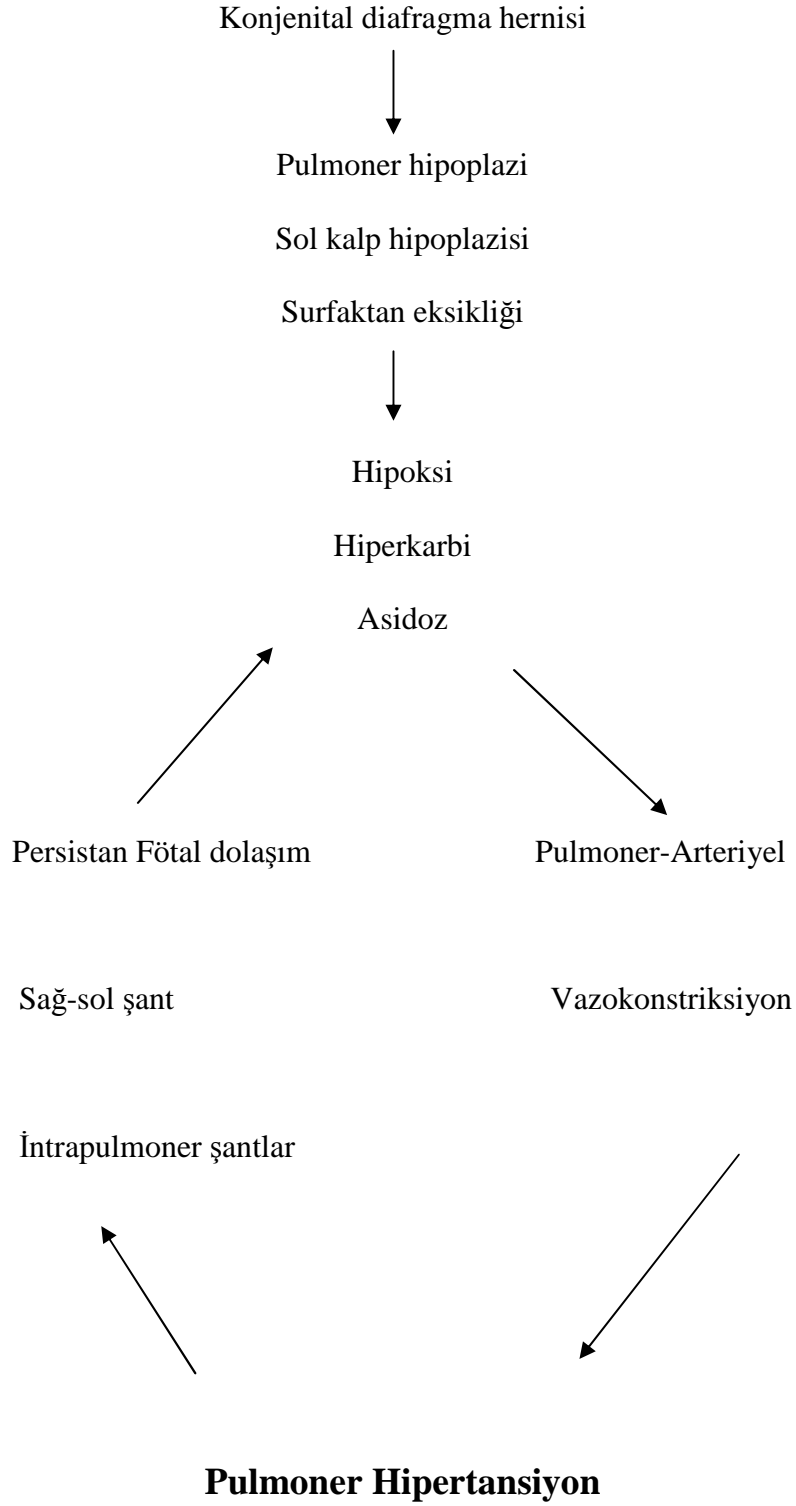 Konjenital diafragma hernisi
Pulmoner hipoplazi
Sol kalp hipoplazisi
Surfaktan eksikliği
Hipoksi
Hiperkarbi
Asidoz
Persistan Fötal dolaşım
Pulmoner-Arteriyel
Sağ-sol şant
Vazokonstriksiyon
İntrapulmoner şantlar
Pulmoner Hipertansiyon